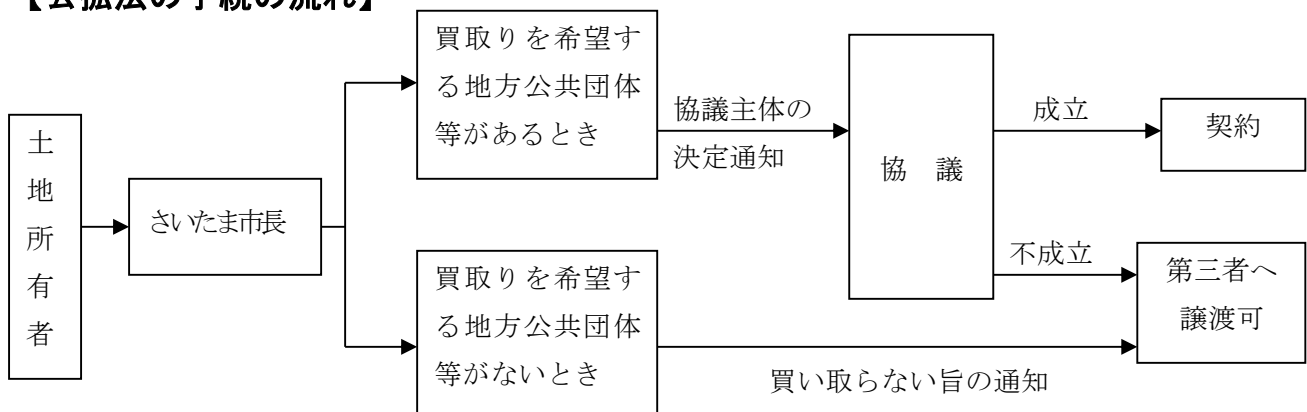 【公拡法の手続の流れ】
土
地
所
有
者
さいたま市長
買取りを希望す
る地方公共団体
等があるとき
協議主体の
決定通知
協 議
成立
契約
不成立
第三者へ
譲渡可
買取りを希望す
る地方公共団体
等がないとき
買い取らない旨の通知